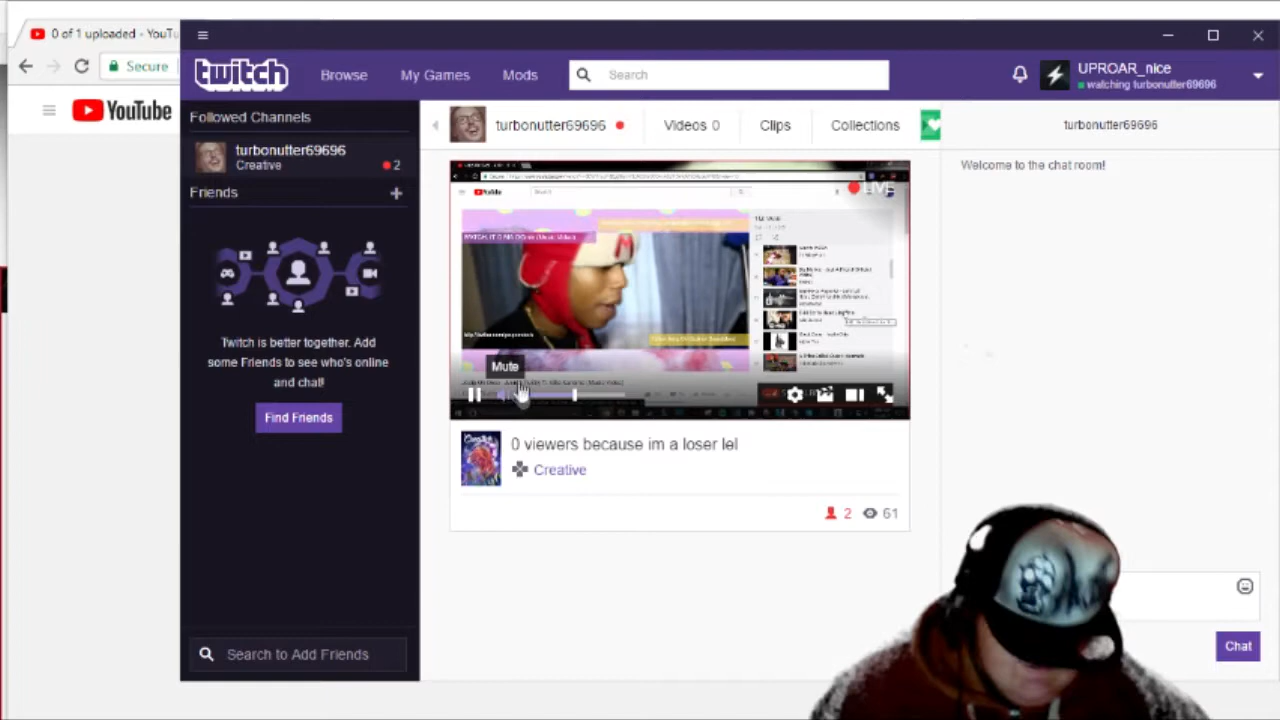 0 of 1 uploaded - YouTu
Secure
YouTube
twitch
Browse
My Games
Mods
Search
UPROAR_nice
watching turbonutter69696
Followed Channels
turbonutter69696
Creative
2
Friends
Twitch is better together. Add
some Friends to see who's online
and chat!
Find Friends
Search to Add Friends
turbonutter69696
Videos 0
Clips
Collections
LIVE
YouTube
Mute
0 viewers because im a loser lel
Creative
2
61
turbonutter69696
Welcome to the chat room!
Chat